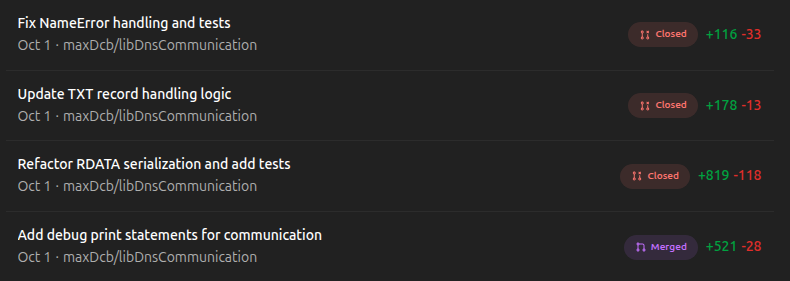 Fix NameError handling and tests
Closed +116 -33
Oct 1 · maxDcb/libDnsCommunication
Update TXT record handling logic
Closed +178 -13
Oct 1 · maxDcb/libDnsCommunication
Refactor RDATA serialization and add tests
Closed +819 -118
Oct 1 · maxDcb/libDnsCommunication
Add debug print statements for communication
Merged +521 -28
Oct 1 · maxDcb/libDnsCommunication